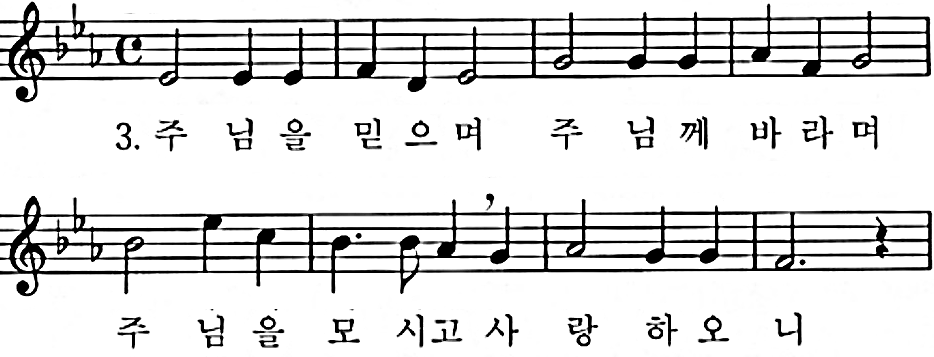 3. 주 님 을 믿 으 며 주 님 께 바 라 며
주 님 을 모 시 고 사 랑 하 오 니